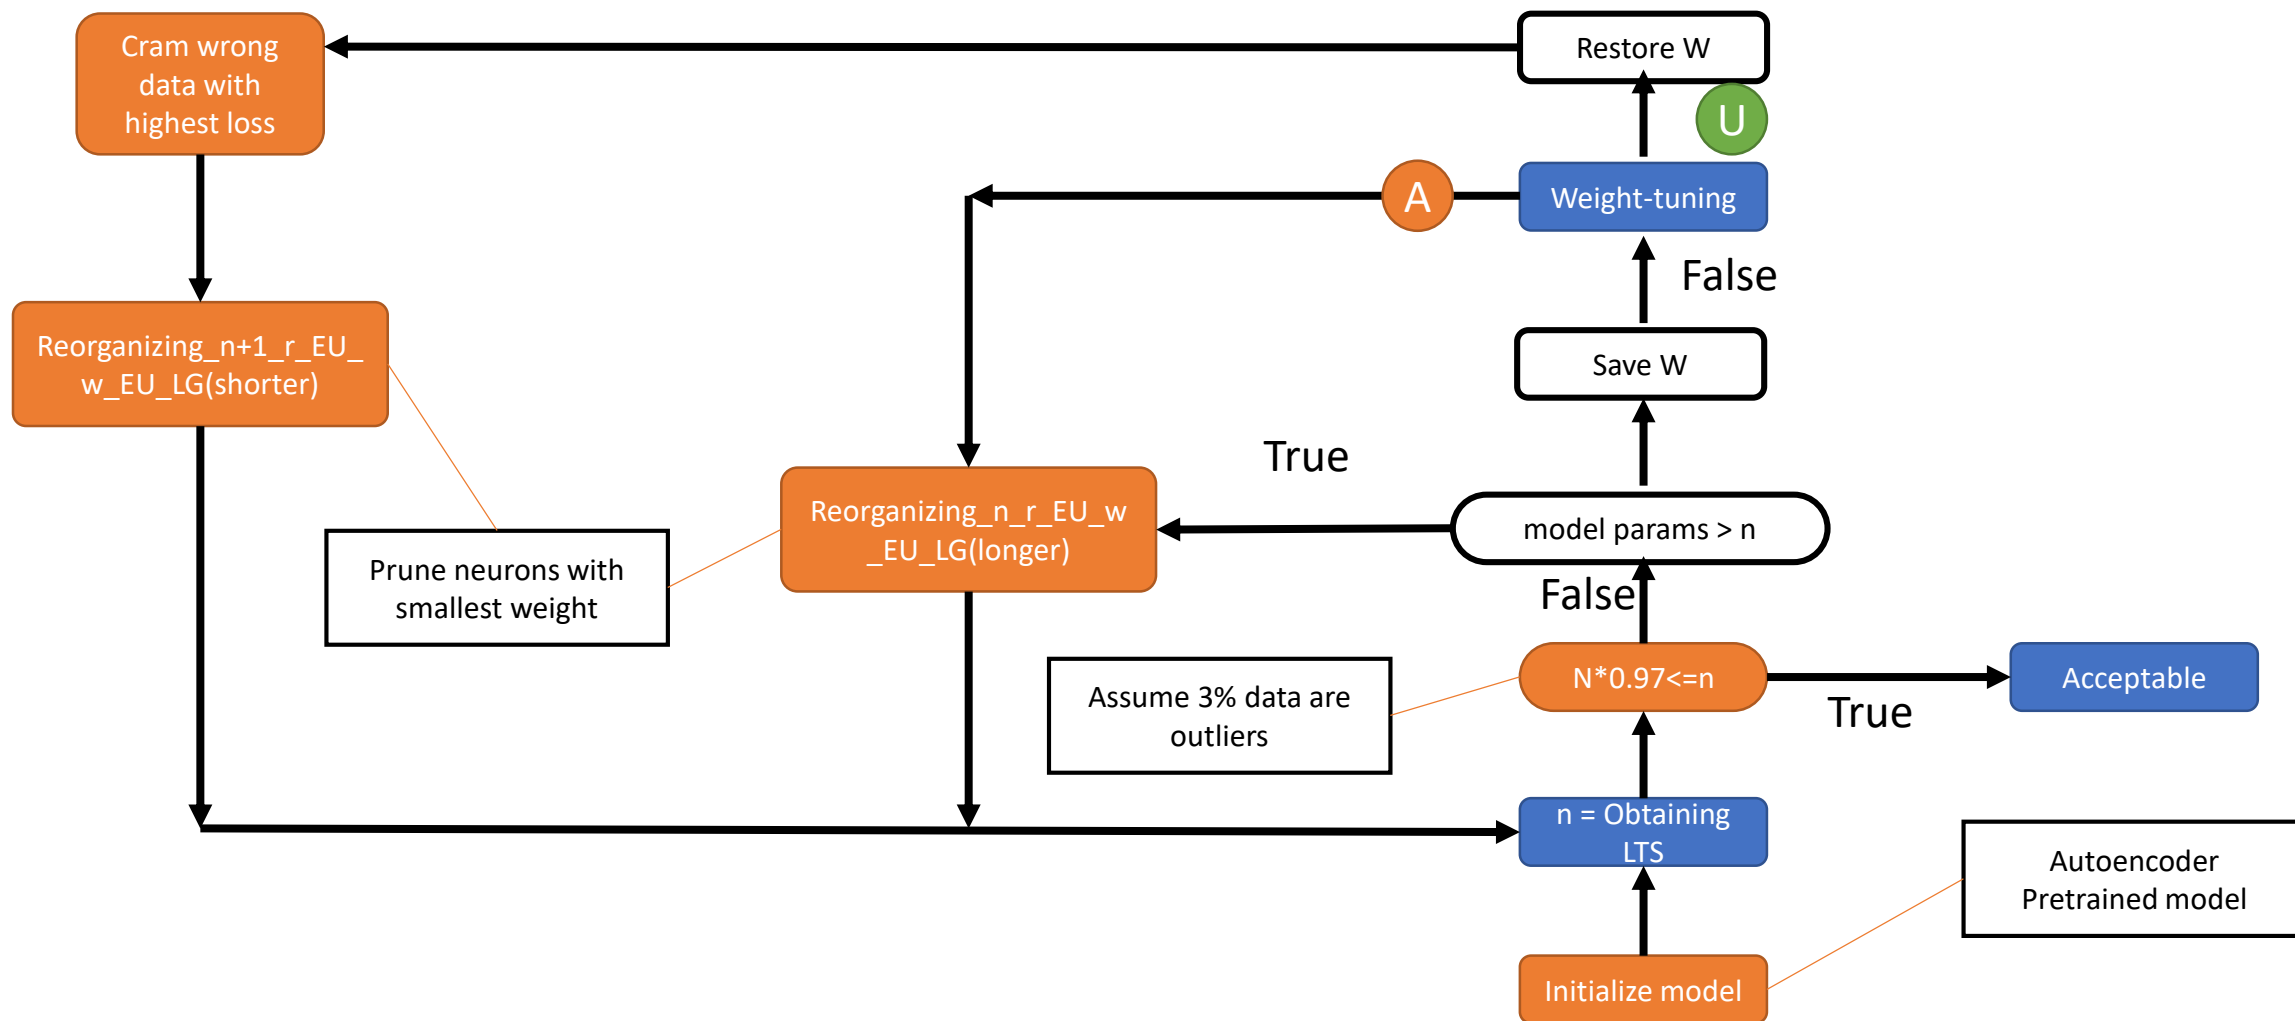 Cram wrong
data with
highest loss
Restore W
U
A
Weight-tuning
False
Reorganizing_n+1_r_EU_
w_EU_LG(shorter)
Save W
True
Reorganizing_n_r_EU_w
_EU_LG(longer)
model params > n
Prune neurons with
smallest weight
False
Assume 3% data are
outliers
N*0.97<=n
True
Acceptable
n = Obtaining
LTS
Autoencoder
Pretrained model
Initialize model